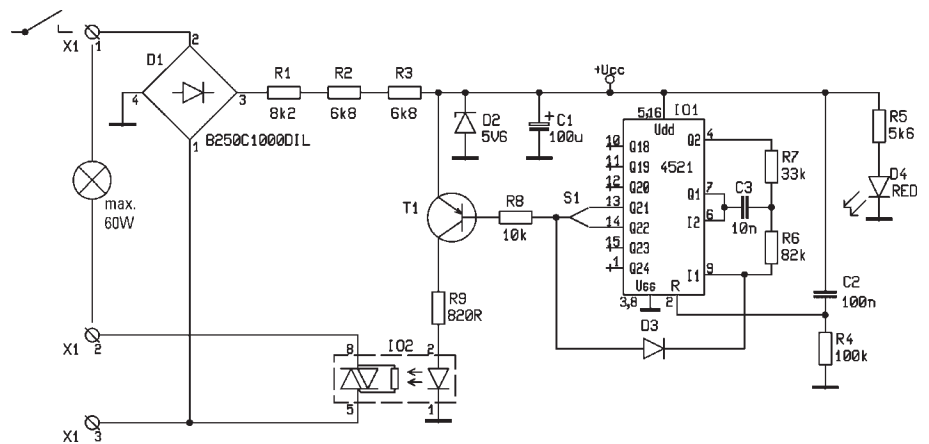 X1
1
2
D1
4
3
1
B250C1000DIL
R1
8k2
R2
6k8
R3
6k8
+Ucc
D2
5V6
+
C1
100u
5,16
IO1
Udd
4521
10
Q18
11
Q19
12
Q20
13
Q21
14
Q22
15
Q23
1
Q24
Q2
4
Q1
7
I2
6
I1
9
Uss
3,8
R
2
R7
33k
C3
10n
R6
82k
R5
5k6
D4
RED
C2
100n
R4
100k
S1
R8
10k
T1
D3
R9
820R
max.
60W
X1
2
IO2
8
2
5
1
X1
3